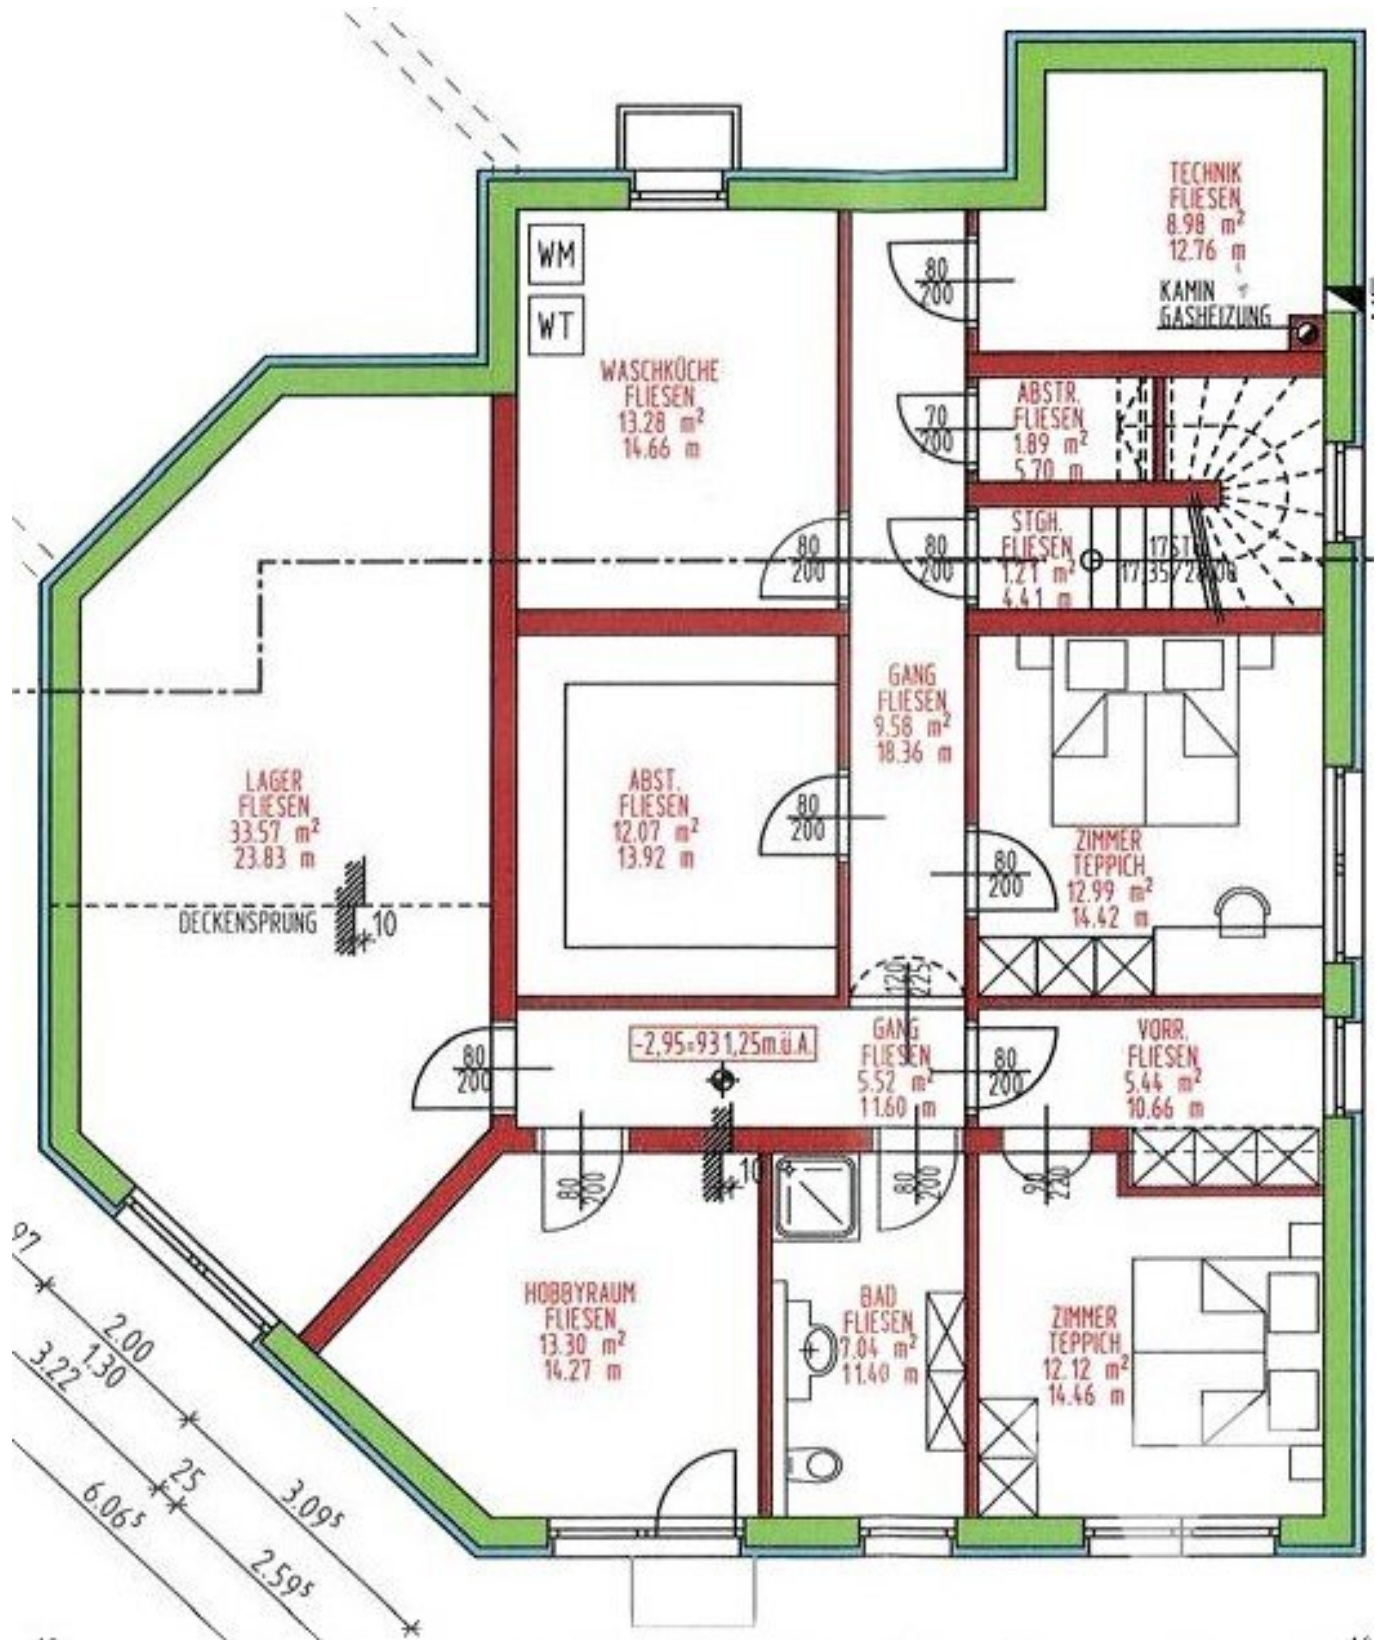 TECHNIK
FLIESEN
8.98 m²
12.76 m
KAMIN
GASHEIZUNG
WM
WT
WASCHKÜCHE
FLIESEN
13.28 m²
14.66 m
80
200
ABSTR.
FLIESEN
1.89 m²
5.70 m
70
200
STGH.
FLIESEN
1.21 m²
4.41 m
80
200
80
200
GANG
FLIESEN
9.58 m²
18.36 m
LAGER
FLIESEN
33.57 m²
23.83 m
DECKENSPRUNG
10
ABST.
FLIESEN
12.07 m²
13.92 m
80
200
ZIMMER
TEPPICH
12.99 m²
14.42 m
80
200
120
225
-2,95=931,25m.ü.A.
GANG
FLIESEN
5.52 m²
11.60 m
80
200
80
200
VORR.
FLIESEN
5.44 m²
10.66 m
80
200
10
80
200
90
220
HOBBYRAUM
FLIESEN
13.30 m²
14.27 m
BAD
FLIESEN
7.04 m²
11.40 m
ZIMMER
TEPPICH
12.12 m²
14.46 m
97
2.00
1.30
3.22
25
3.09⁵
6.06⁵
2.59⁵